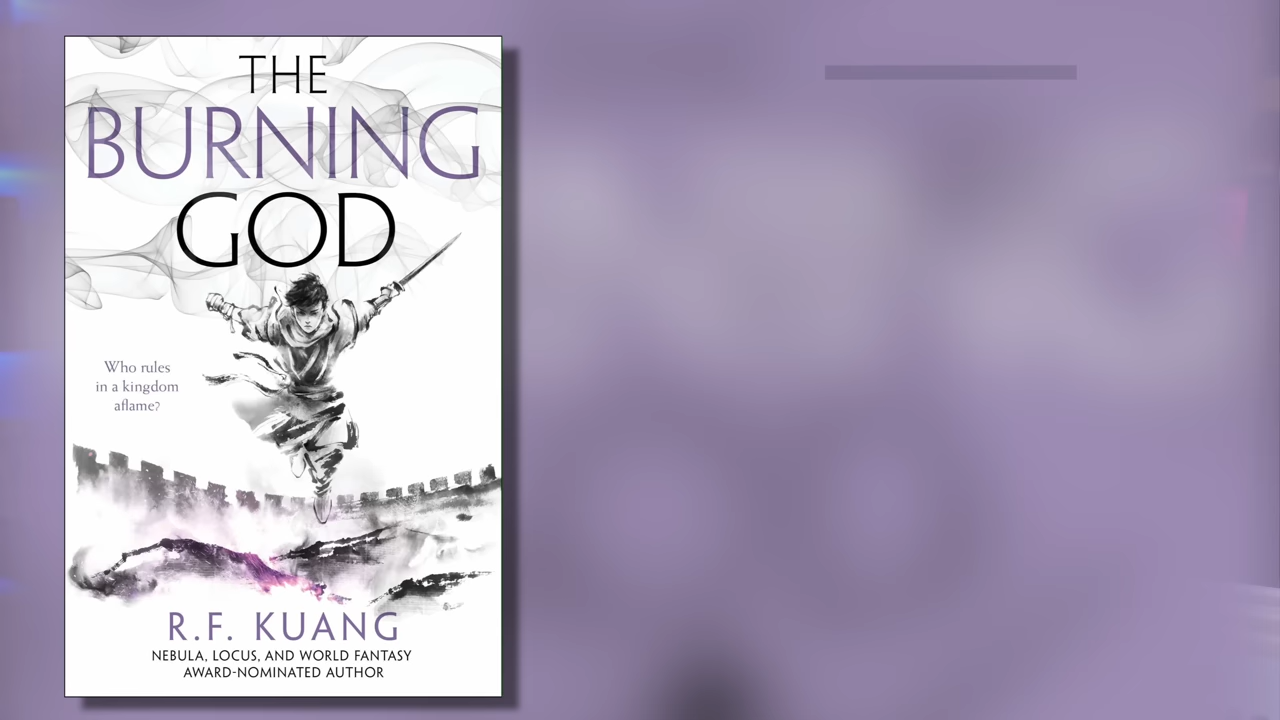 THE
BURNING
GOD
Who rules
in a kingdom
aflame?
R.F. KUANG
NEBULA, LOCUS, AND WORLD FANTASY
AWARD-NOMINATED AUTHOR